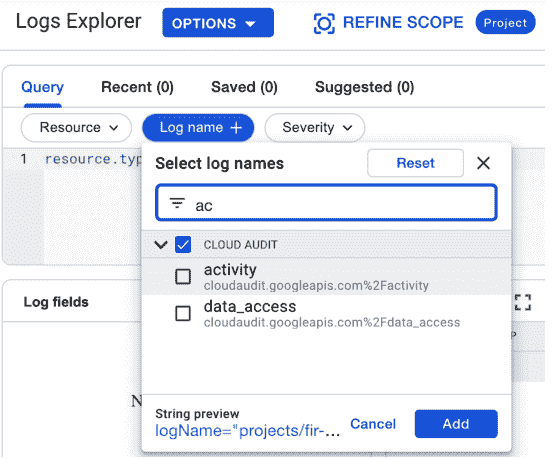 Logs Explorer
OPTIONS
REFINE SCOPE
Project
Query
Recent (0)
Saved (0)
Suggested (0)
Resource
Log name +
Severity
1 resource.typ
Select log names
Reset
ac
CLOUD AUDIT
activity
cloudaudit.googleapis.com%2Factivity
data_access
cloudaudit.googleapis.com%2Fdata_access
Log fields
String preview
logName="projects/fir-...
Cancel
Add